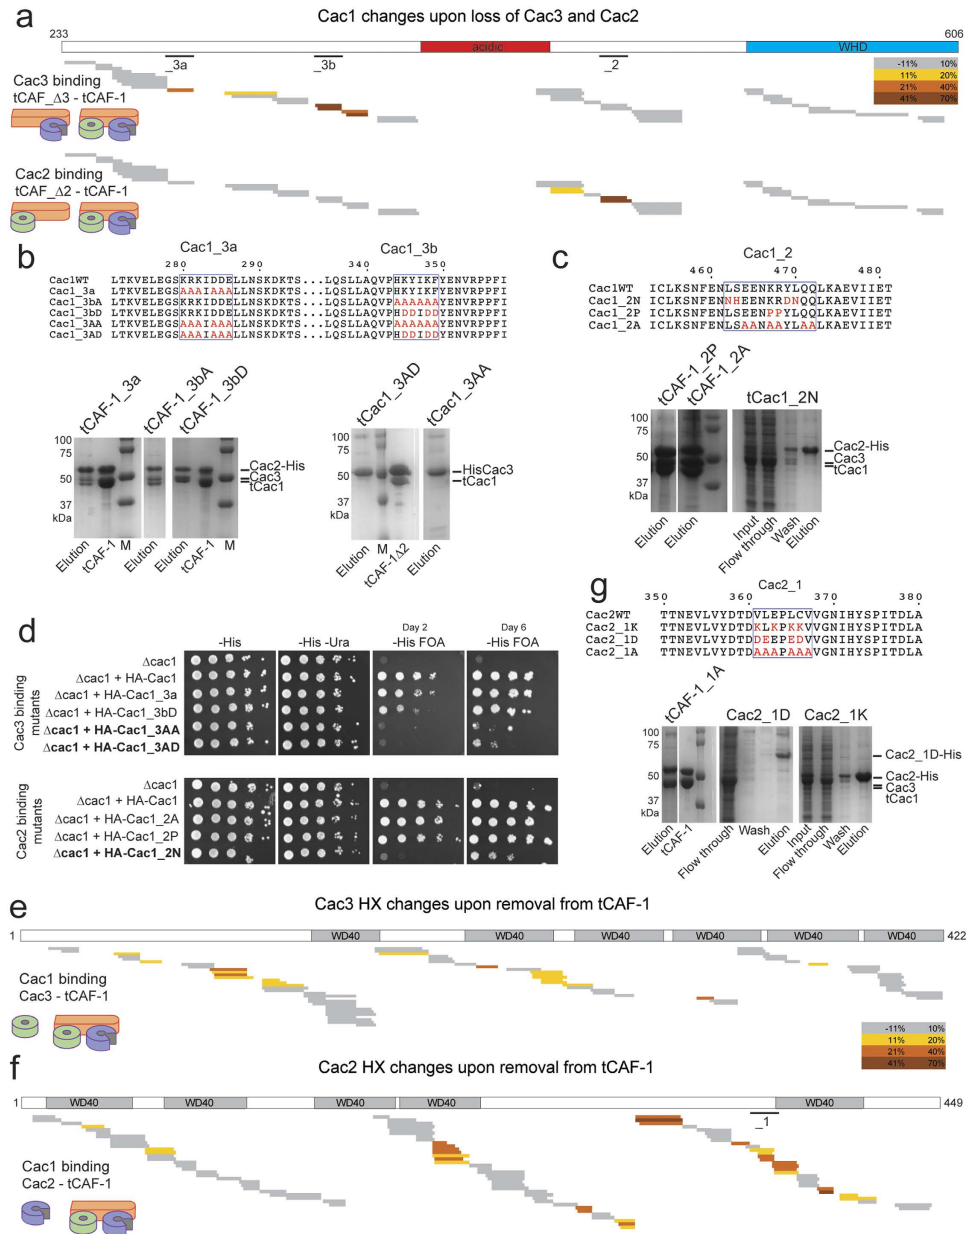 a
Cac1 changes upon loss of Cac3 and Cac2
233
606
acidic
WHD
_3a
_3b
_2
-11% 10%
11% 20%
21% 40%
41% 70%
Cac3 binding
tCAF_Δ3 - tCAF-1
Cac2 binding
tCAF_Δ2 - tCAF-1
b
Cac1_3a
Cac1_3b
280 290 340 350
Cac1WT LTKVELEGSKRKIDDELLNSKDKTS...LQSLLAQVPHKYIKFYENVRPPFI
Cac1_3a LTKVELEGSAAAIAAALLNSKDKTS...LQSLLAQVPHKYIKFYENVRPPFI
Cac1_3bA LTKVELEGSKRKIDDELLNSKDKTS...LQSLLAQVPAAAAAAYENVRPPFI
Cac1_3bD LTKVELEGSKRKIDDELLNSKDKTS...LQSLLAQVPHDDIDDYENVRPPFI
Cac1_3AA LTKVELEGSAAAIAAALLNSKDKTS...LQSLLAQVPAAAAAAYENVRPPFI
Cac1_3AD LTKVELEGSAAAIAAALLNSKDKTS...LQSLLAQVPHDDIDDYENVRPPFI
tCAF-1_3a
tCAF-1_3bA
tCAF-1_3bD
100
75
50
37
kDa
Cac2-His
Cac3
tCac1
Elution
tCAF-1
M
Elution
Elution
tCAF-1
M
tCac1_3AD
tCac1_3AA
100
75
50
37
kDa
HisCac3
tCac1
Elution
M
tCAF-1Δ2
Elution
c
Cac1_2
460 470 480
Cac1WT ICLKSNFENLSEENKRYLQQLKAEVVIET
Cac1_2N ICLKSNFENNHEENKRDNQQLKAEVVIET
Cac1_2P ICLKSNFENLSEENPPYLQQLKAEVVIET
Cac1_2A ICLKSNFENLSAANAAYLAALKAEVVIET
tCAF-1_2P
tCAF-1_2A
tCac1_2N
100
75
50
37
kDa
Cac2-His
Cac3
tCac1
Elution
Elution
Input
Flow through
Wash
Elution
d
-His
-His -Ura
Day 2
-His FOA
Day 6
-His FOA
Cac3 binding
mutants
Δcac1
Δcac1 + HA-Cac1
Δcac1 + HA-Cac1_3a
Δcac1 + HA-Cac1_3bD
Δcac1 + HA-Cac1_3AA
Δcac1 + HA-Cac1_3AD
Cac2 binding
mutants
Δcac1
Δcac1 + HA-Cac1
Δcac1 + HA-Cac1_2A
Δcac1 + HA-Cac1_2P
Δcac1 + HA-Cac1_2N
g
Cac2_1
350 360 370 380
Cac2WT TTNEVLVYDTDVLEPLCVVGNIHYSPITDLA
Cac2_1K TTNEVLVYDTDKLKPKKVVGNIHYSPITDLA
Cac2_1D TTNEVLVYDTDDEEPEDVVGNIHYSPITDLA
Cac2_1A TTNEVLVYDTDAAAPAAAVGNIHYSPITDLA
tCAF-1_1A
Cac2_1D
Cac2_1K
100
75
50
37
kDa
Cac2_1D-His
Cac2-His
Cac3
tCac1
Elution
tCAF-1
Flow through
Wash
Elution
Input
Flow through
Wash
Elution
e
Cac3 HX changes upon removal from tCAF-1
1
WD40 WD40 WD40 WD40 WD40 WD40
422
Cac1 binding
Cac3 - tCAF-1
-11% 10%
11% 20%
21% 40%
41% 70%
f
Cac2 HX changes upon removal from tCAF-1
1
WD40 WD40 WD40 WD40 WD40
449
_1
Cac1 binding
Cac2 - tCAF-1